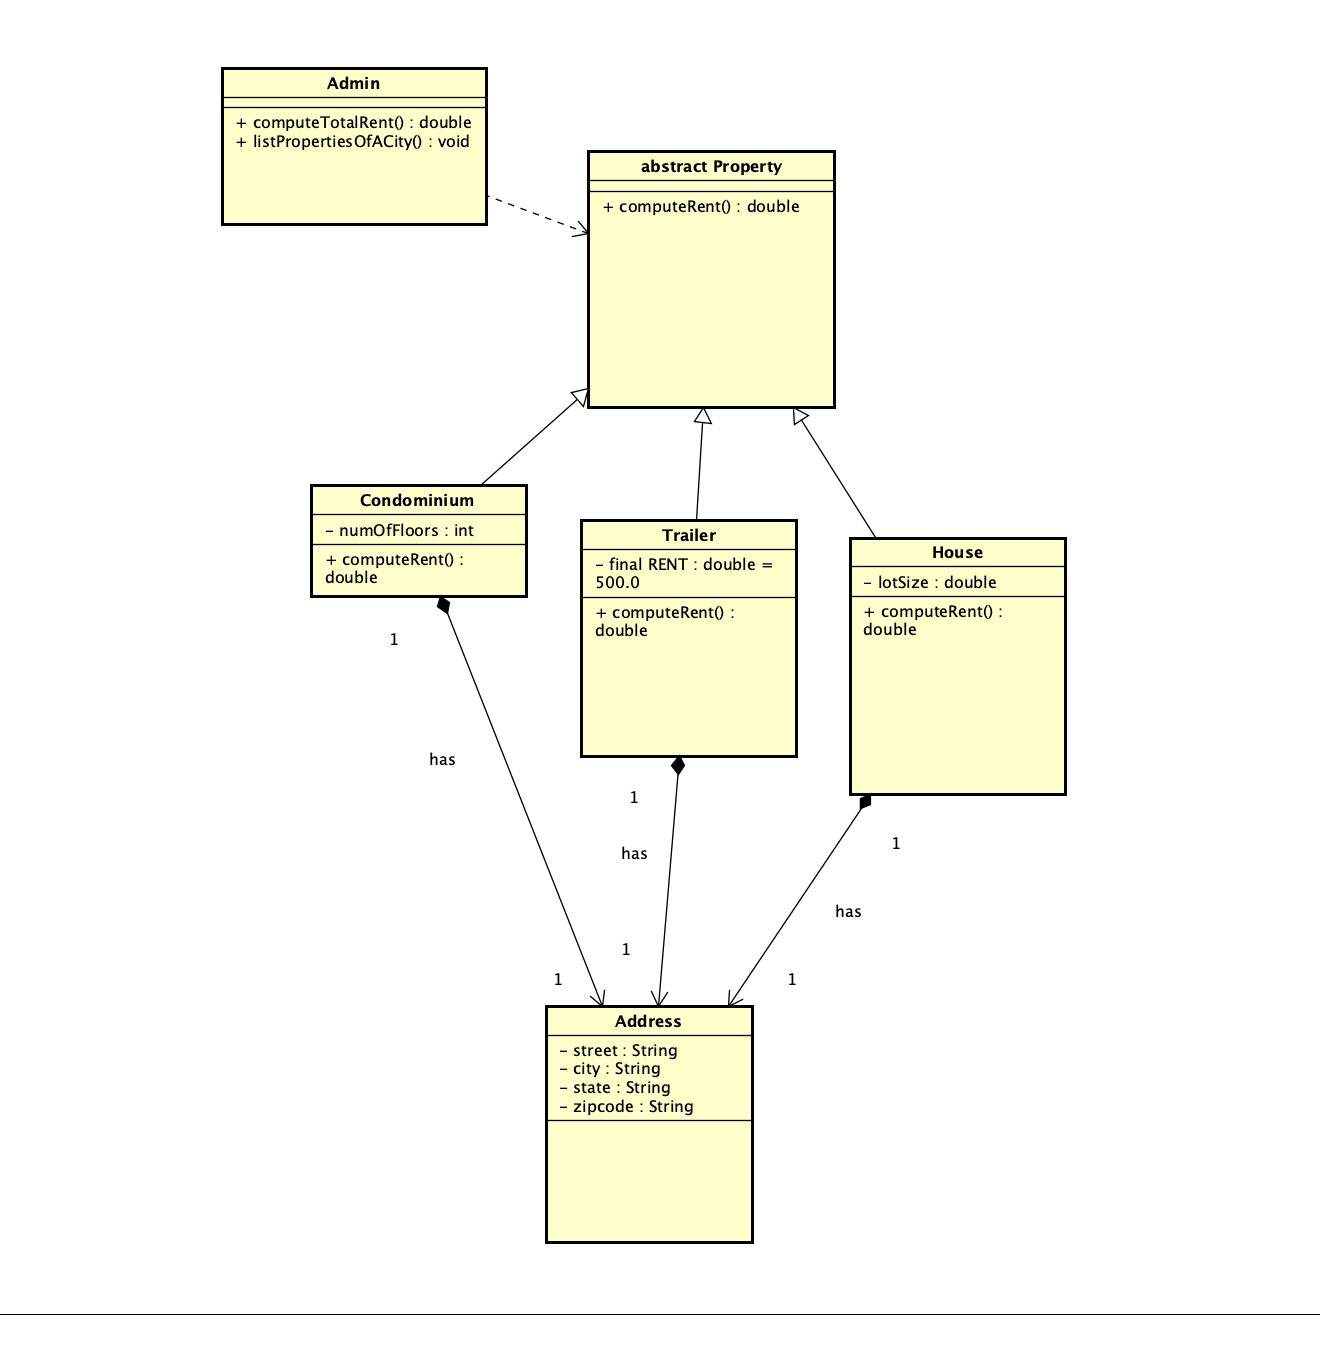 Admin
+ computeTotalRent() : double
+ listPropertiesOfACity() : void
abstract Property
+ computeRent() : double
Condominium
- numOfFloors : int
+ computeRent() :
double
Trailer
- final RENT : double =
500.0
+ computeRent() :
double
House
- lotSize : double
+ computeRent() :
double
1
has
1
1
has
1
1
has
1
Address
- street : String
- city : String
- state : String
- zipcode : String